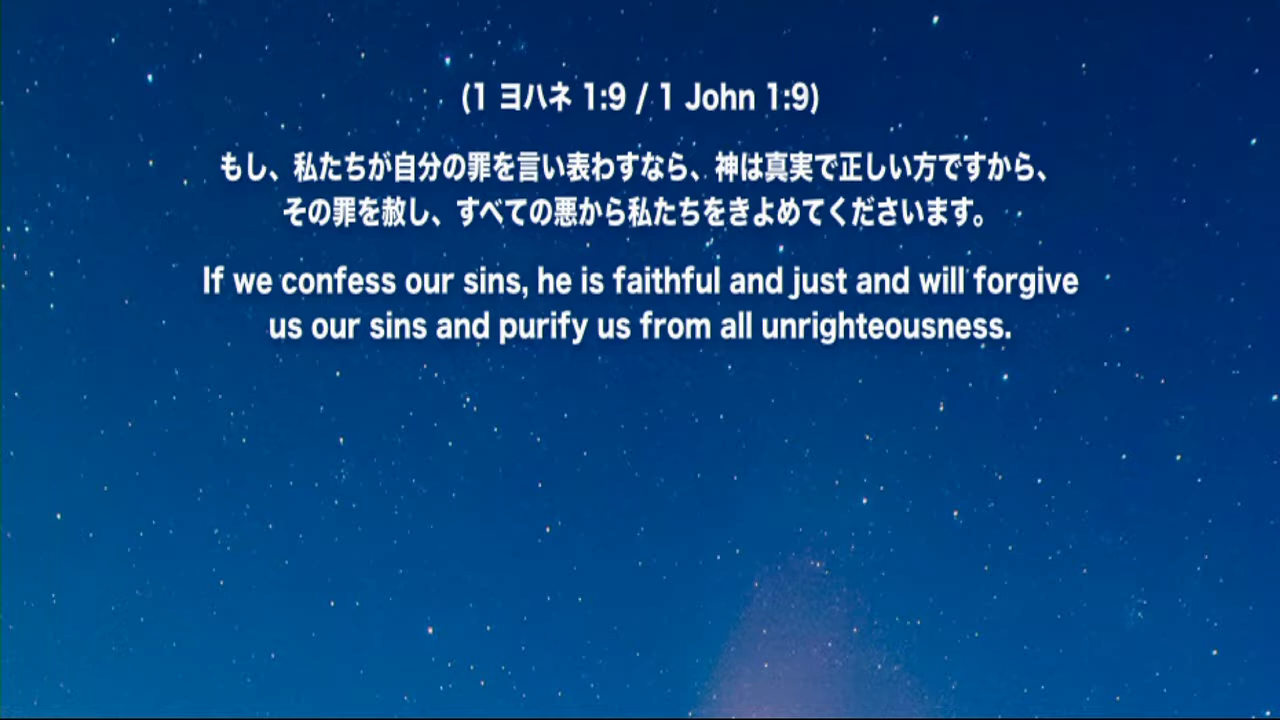 (1 ヨハネ 1:9 / 1 John 1:9)
もし、私たちが自分の罪を言い表わすなら、神は真実で正しい方ですから、
その罪を赦し、すべての悪から私たちをきよめてくださいます。
If we confess our sins, he is faithful and just and will forgive
us our sins and purify us from all unrighteousness.